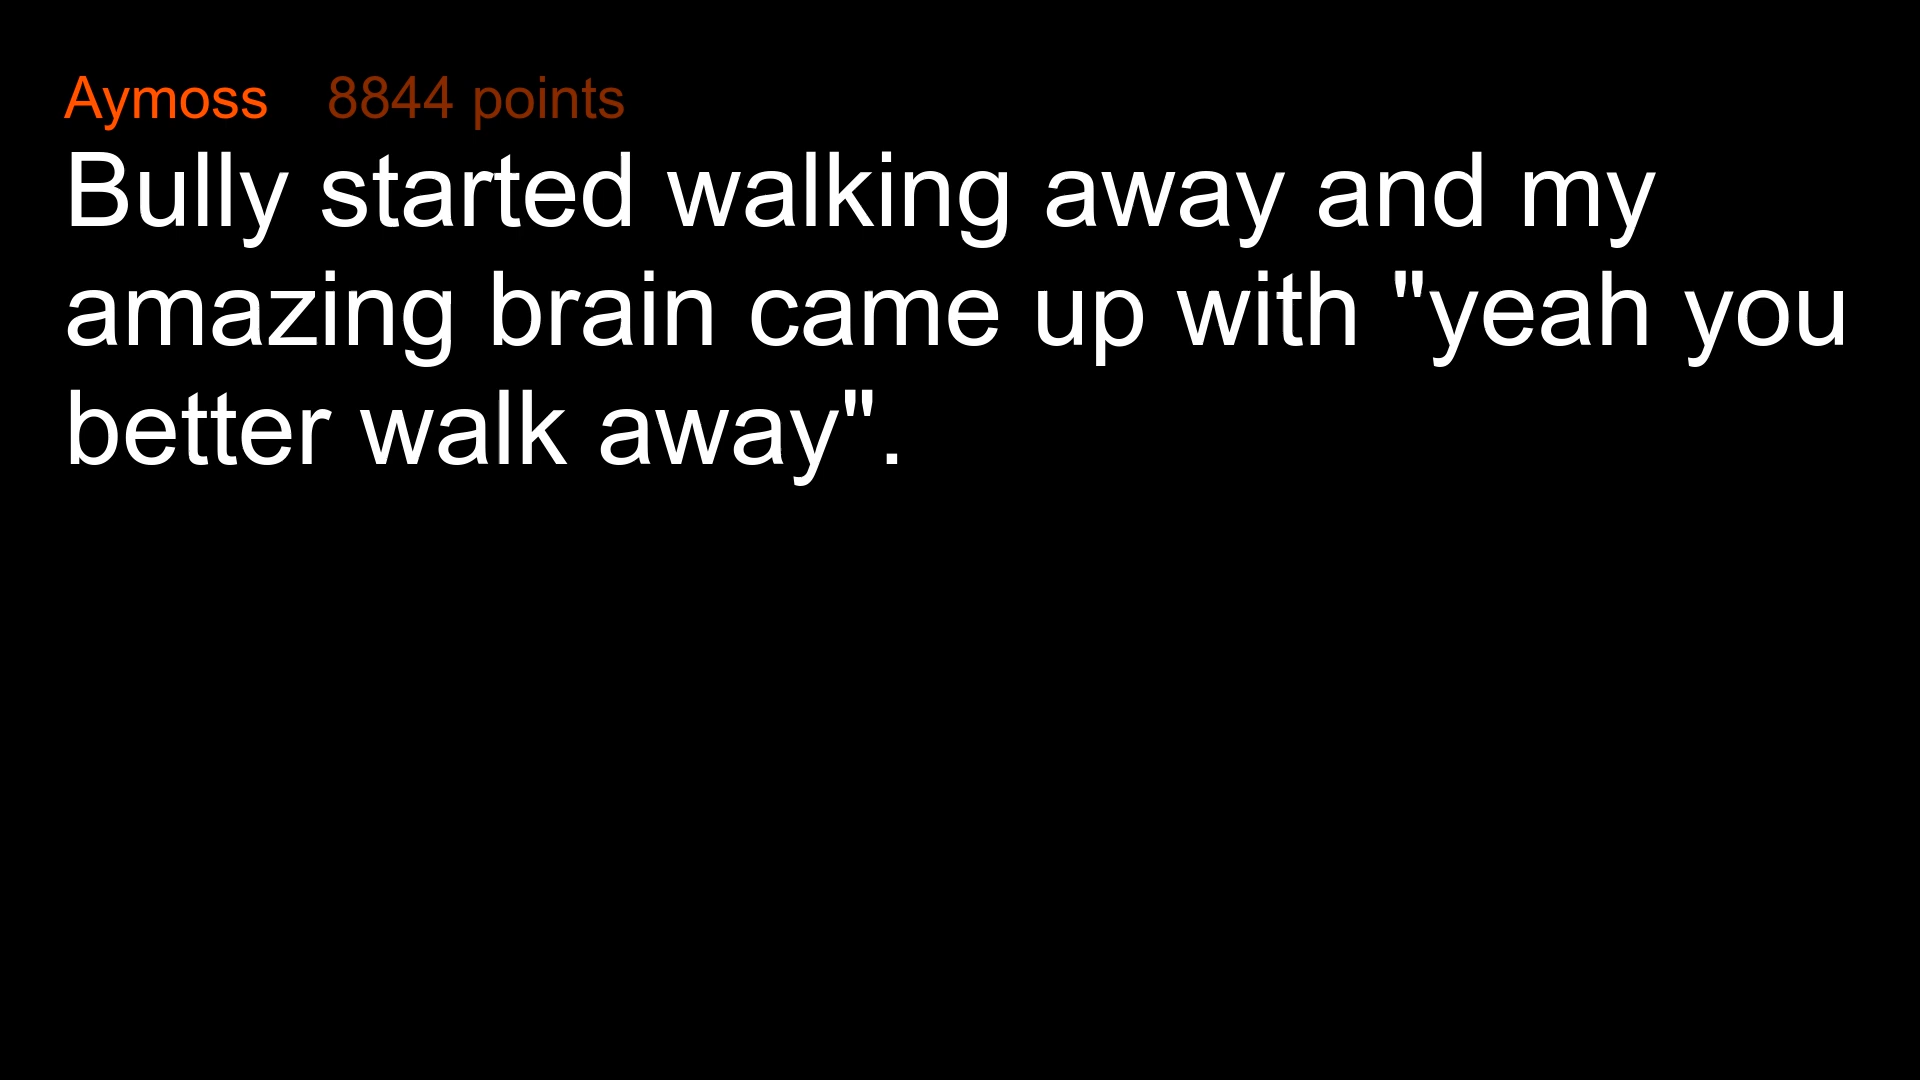 Aymoss 8844 points
Bully started walking away and my
amazing brain came up with "yeah you
better walk away".